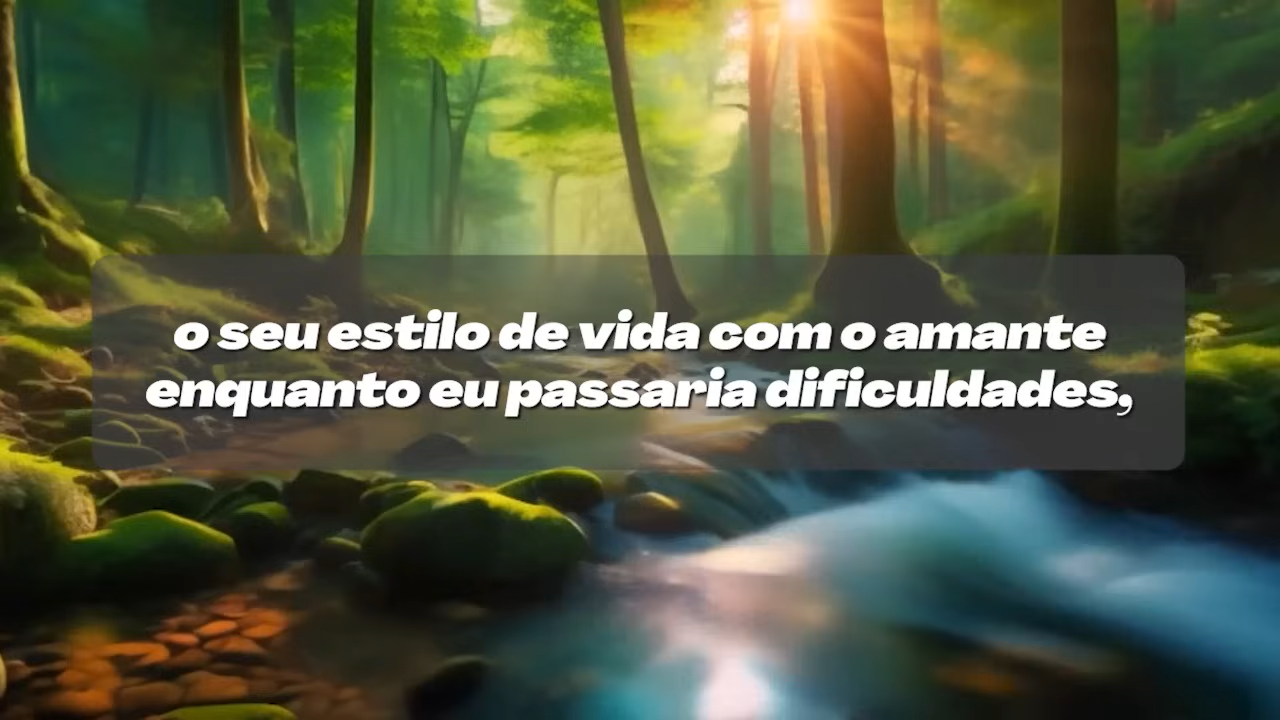 o seu estilo de vida com o amante
enquanto eu passaria dificuldades,